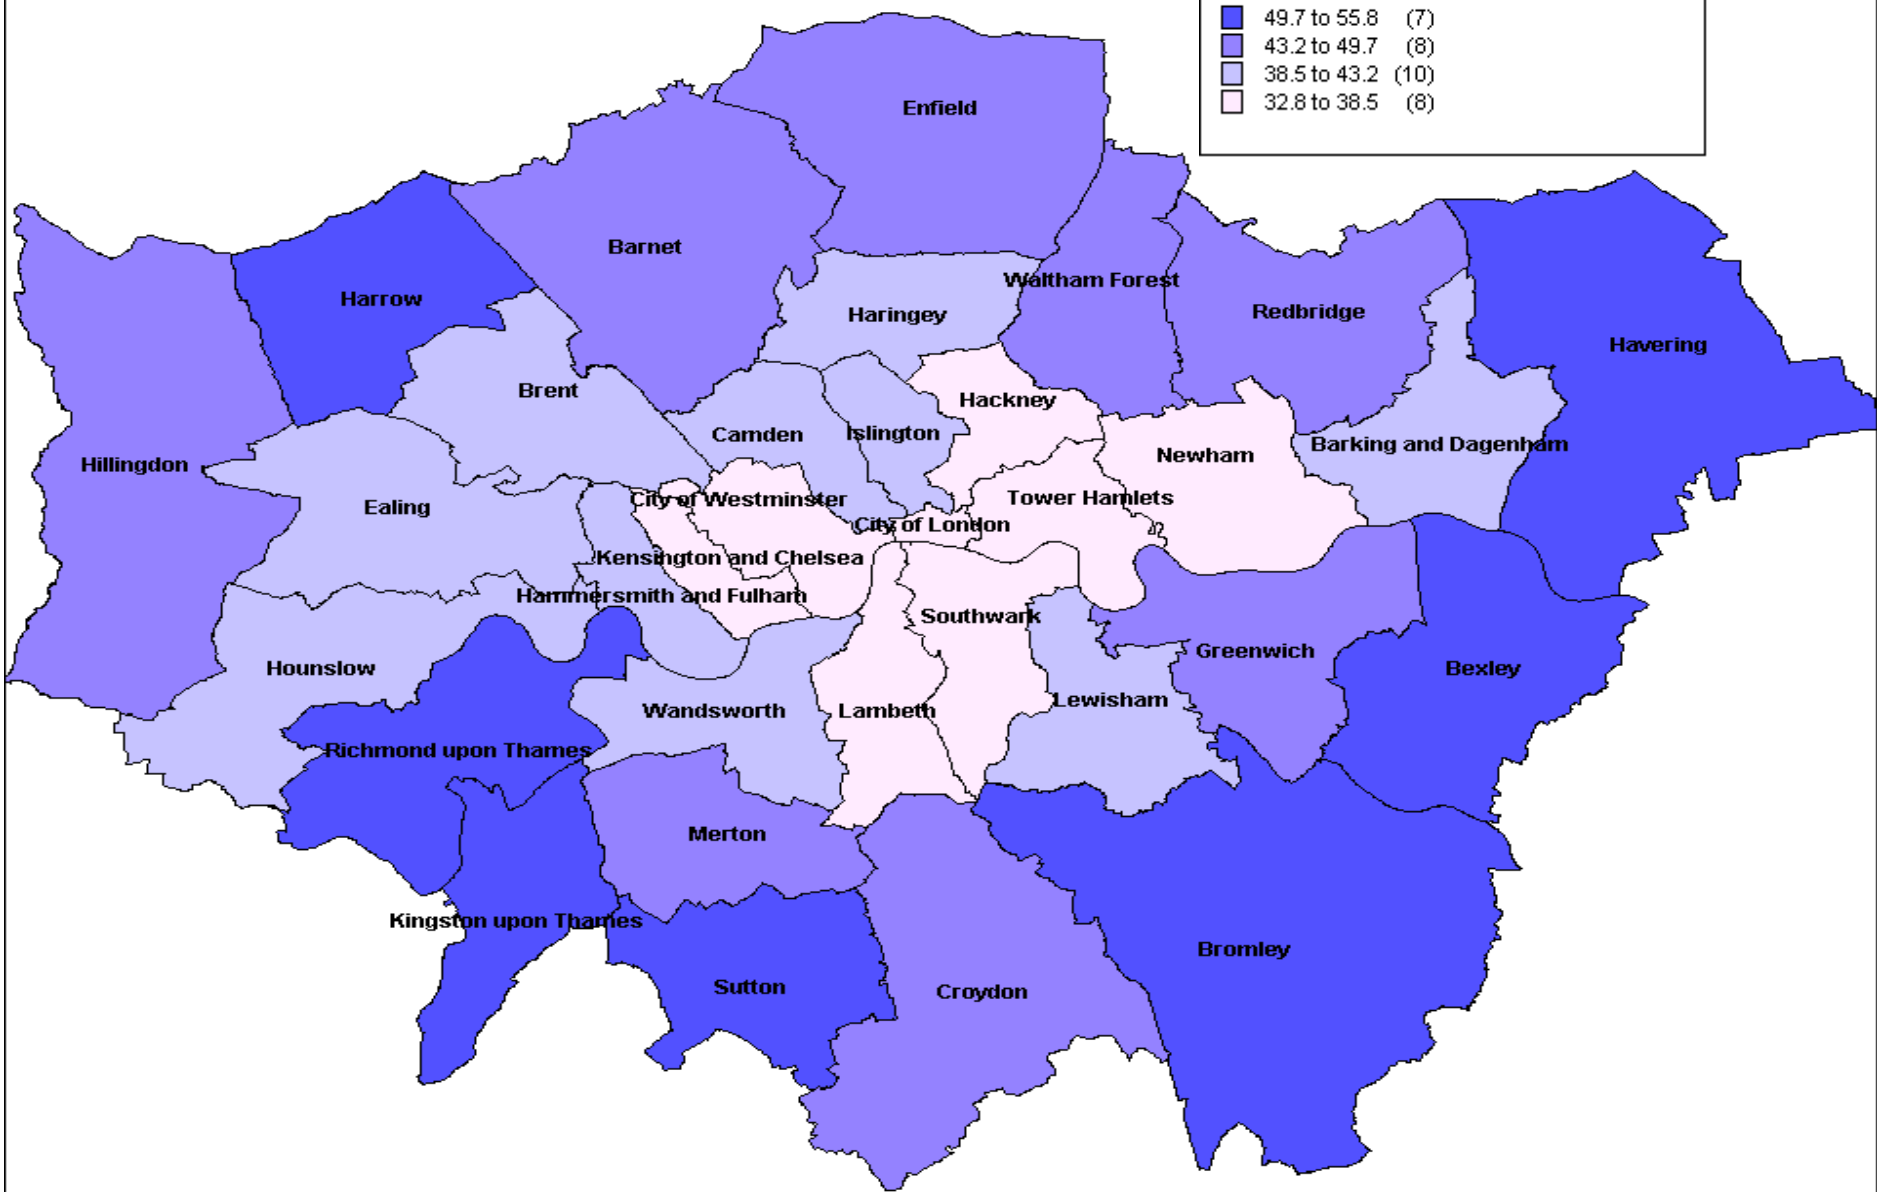 49.7 to 55.8 (7)
43.2 to 49.7 (8)
38.5 to 43.2 (10)
32.8 to 38.5 (8)
Enfield
Barnet
Waltham Forest
Harrow
Redbridge
Haringey
Havering
Brent
Hackney
Camden
Islington
Barking and Dagenham
Newham
Hillingdon
City of Westminster
Tower Hamlets
Ealing
City of London
Kensington and Chelsea
Hammersmith and Fulham
Southwark
Greenwich
Hounslow
Bexley
Lewisham
Wandsworth
Lambeth
Richmond upon Thames
Merton
Kingston upon Thames
Bromley
Sutton
Croydon